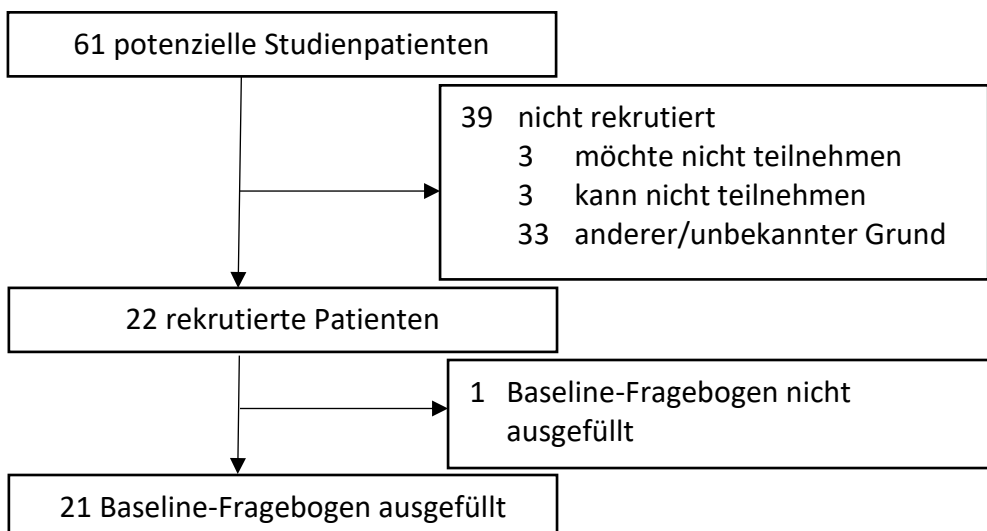 61 potenzielle Studienpatienten
39 nicht rekrutiert
3 möchte nicht teilnehmen
3 kann nicht teilnehmen
33 anderer/unbekannter Grund
22 rekrutierte Patienten
1 Baseline-Fragebogen nicht
ausgefüllt
21 Baseline-Fragebogen ausgefüllt